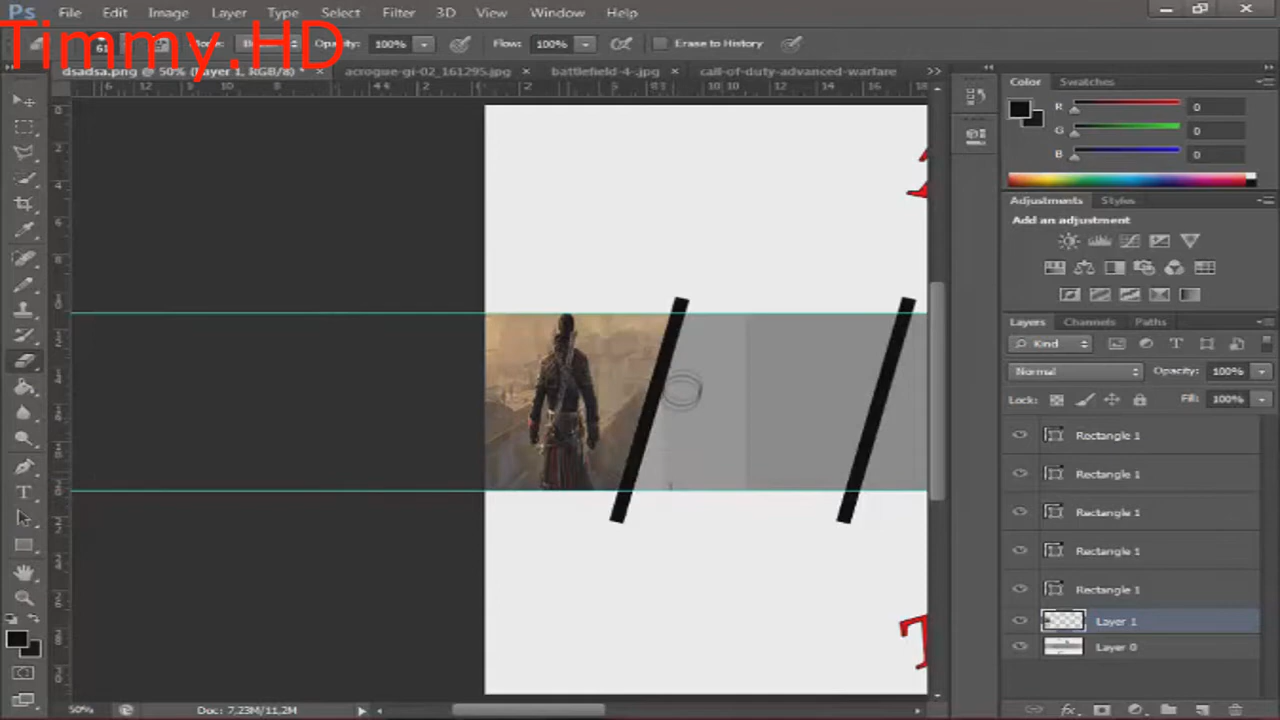 Ps File Edit Image Layer Type Select Filter 3D View Window Help
Timmy.HD
61 Mode: Opacity: 100% Flow: 100% Erase to History
dsadsa.png @ 50% (Layer 1, RGB/8) * × acrogue-gi-02_161295.jpg × battlefield-4-.jpg × call-of-duty-advanced-warfare >>
Color Swatches
R 0
G 0
B 0
Adjustments Styles
Add an adjustment
Layers Channels Paths
Kind
Normal Opacity: 100%
Lock: Fill: 100%
Rectangle 1
Rectangle 1
Rectangle 1
Rectangle 1
Rectangle 1
Layer 1
Layer 0
T
50% Doc: 7,23M/11,2M